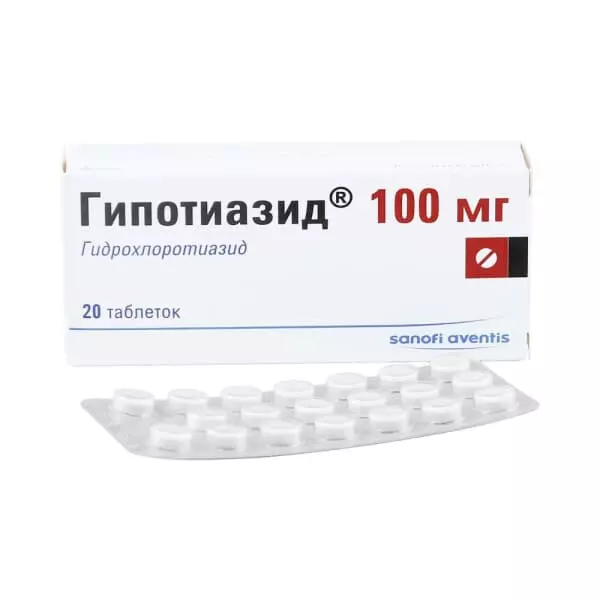 Гипотиазид® 100 мг
Гидрохлоротиазид
20 таблеток
sanofi aventis